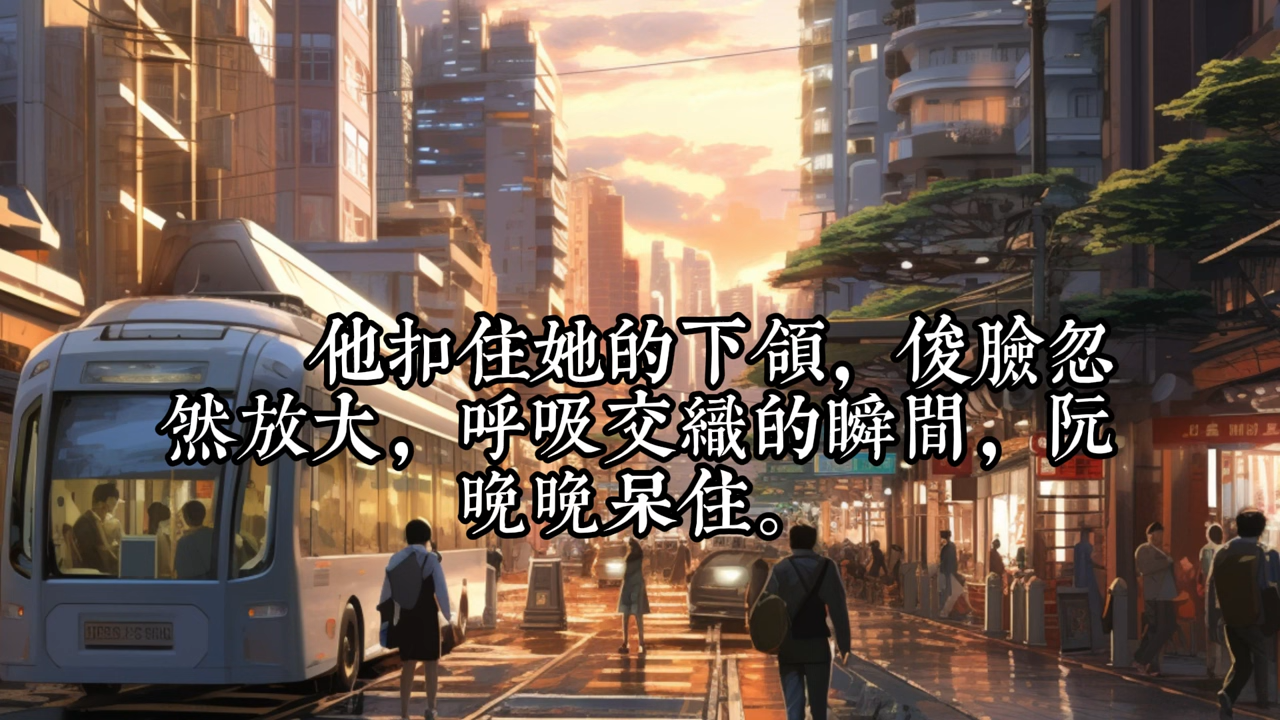 他扣住她的下頜，俊臉忽
然放大，呼吸交織的瞬間，阮
晚晚呆住。